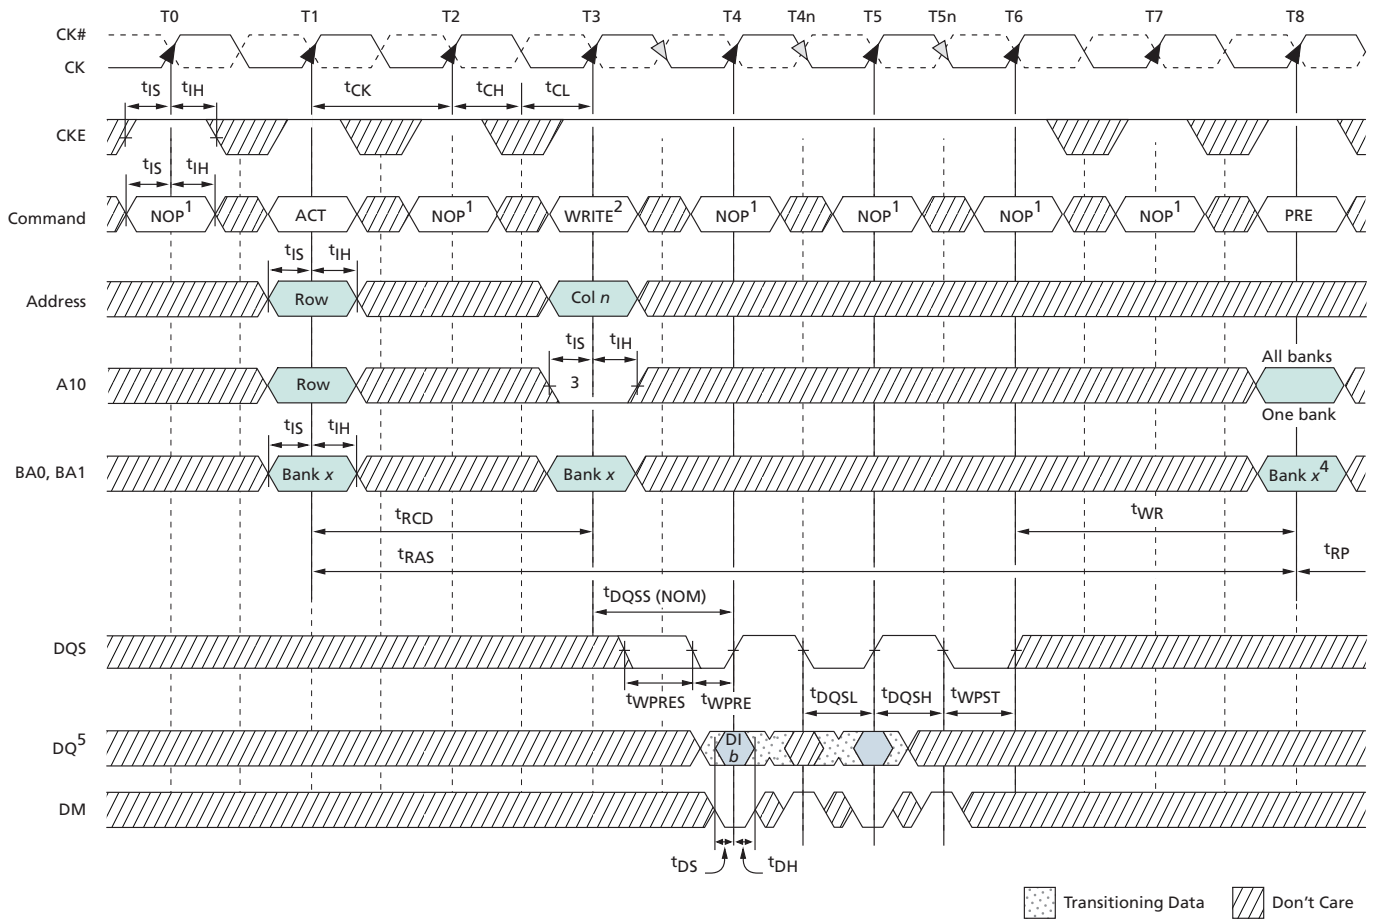 T0 T1 T2 T3 T4 T4n T5 T5n T6 T7 T8
CK#
CK
tIS tIH tCK tCH tCL
CKE
tIS tIH
Command NOP1 ACT NOP1 WRITE2 NOP1 NOP1 NOP1 NOP1 PRE
tIS tIH
Address Row Col n
tIS tIH
All banks
A10 Row 3
One bank
tIS tIH
BA0, BA1 Bank x Bank x Bank x4
tRCD tWR
tRAS tRP
tDQSS (NOM)
DQS
tWPRES tWPRE tDQSL tDQSH tWPST
DQ5 DI
b
DM
tDS tDH
Transitioning Data Don't Care